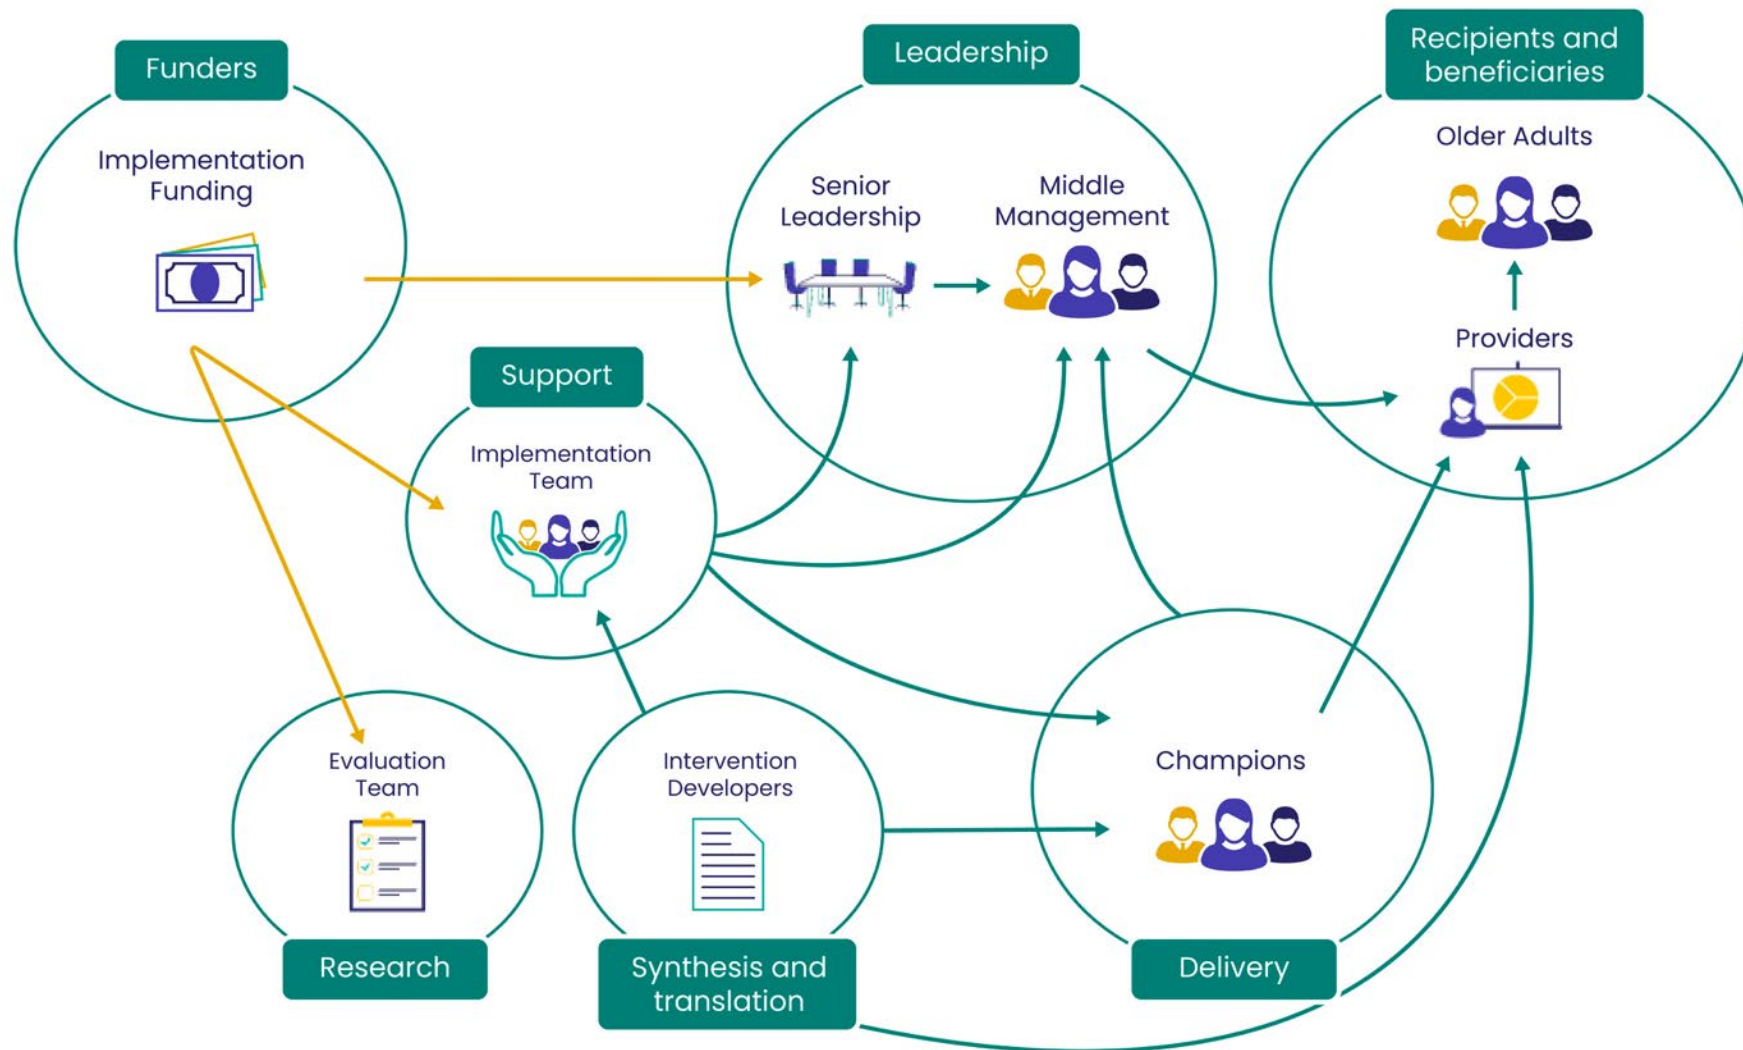 Funders
Implementation
Funding
Leadership
Senior
Leadership
Middle
Management
Recipients and
beneficiaries
Older Adults
Providers
Support
Implementation
Team
Evaluation
Team
Research
Intervention
Developers
Synthesis and
translation
Champions
Delivery